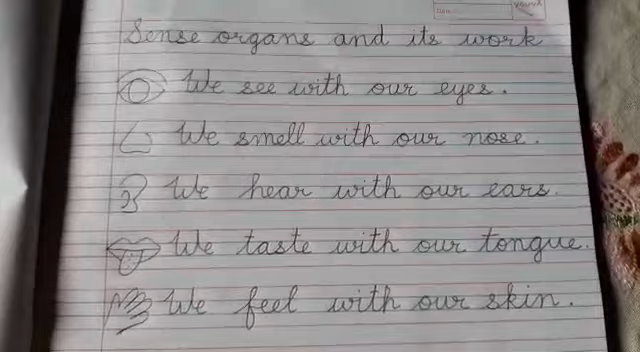 Sense organs and its work
We see with our eyes.
We smell with our nose.
We hear with our ears.
We taste with our tongue.
We feel with our skin.